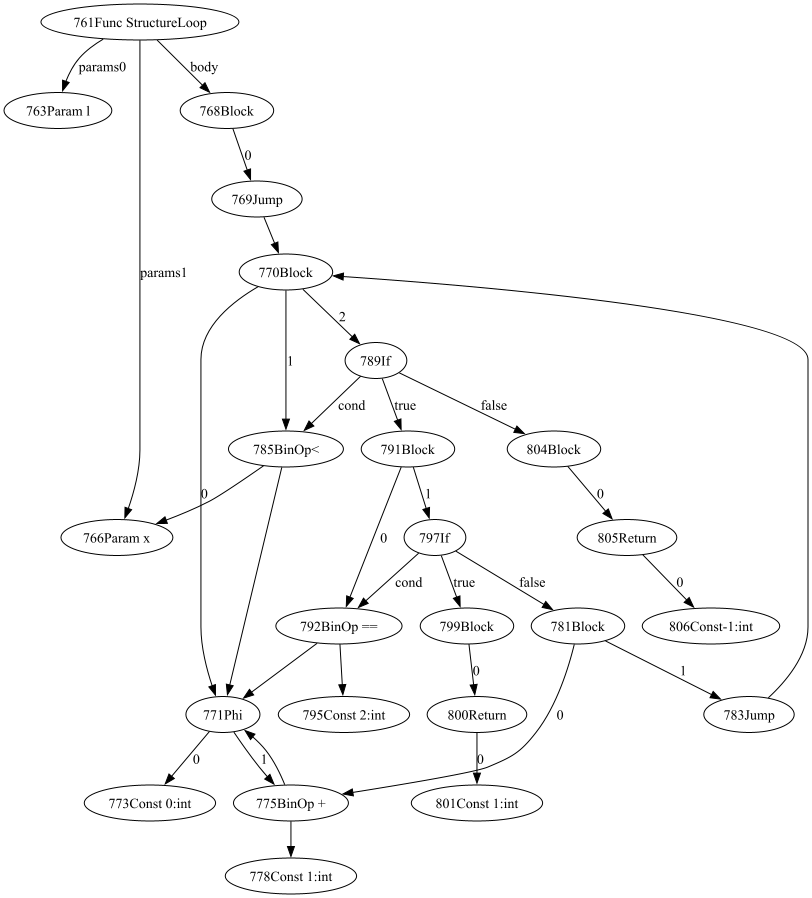 761Func StructureLoop
params0
body
763Param l
768Block
0
769Jump
params1
770Block
2
1
789If
cond
true
false
785BinOp<
791Block
804Block
0
1
0
766Param x
797If
805Return
0
cond
true
false
0
792BinOp ==
799Block
781Block
806Const-1:int
0
1
771Phi
795Const 2:int
800Return
0
783Jump
0
1
0
773Const 0:int
775BinOp +
801Const 1:int
778Const 1:int